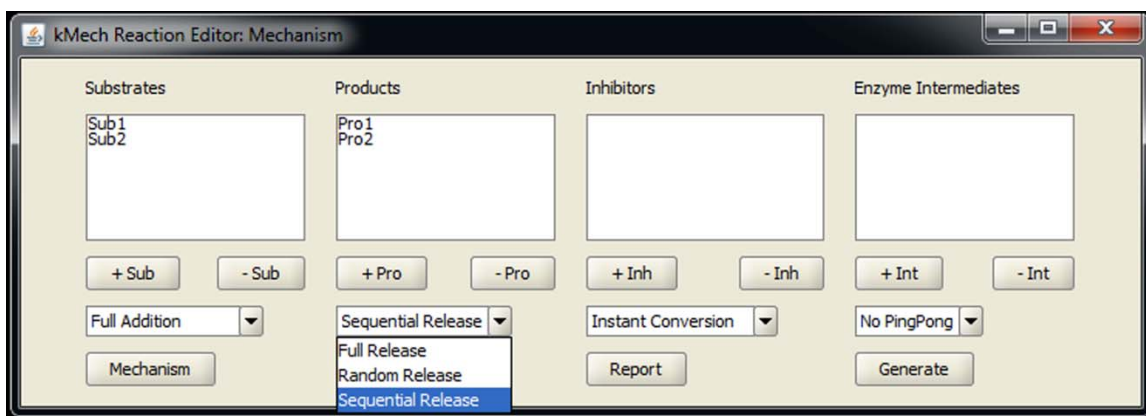 kMech Reaction Editor: Mechanism
Substrates
Products
Inhibitors
Enzyme Intermediates
Sub1
Sub2
Pro1
Pro2
+ Sub
- Sub
+ Pro
- Pro
+ Inh
- Inh
+ Int
- Int
Full Addition
Sequential Release
Instant Conversion
No PingPong
Full Release
Random Release
Sequential Release
Mechanism
Report
Generate